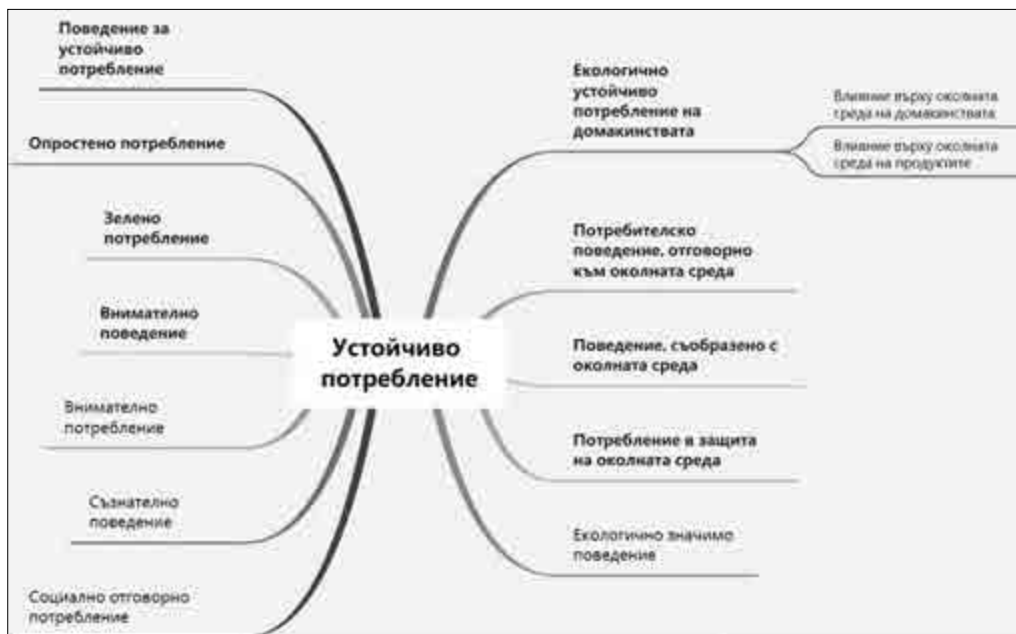 Поведение за
устойчиво
потребление
Опростено потребление
Зелено
потребление
Внимателно
поведение
Внимателно
потребление
Съзнателно
поведение
Социално отговорно
потребление
Устойчиво
потребление
Екологично
устойчиво
потребление на
домакинствата
Влияние върху околната
среда на домакинствата
Влияние върху околната
среда на продуктите
Потребителско
поведение, отговорно
към околната среда
Поведение, съобразено с
околната среда
Потребление в защита
на околната среда
Екологично значимо
поведение